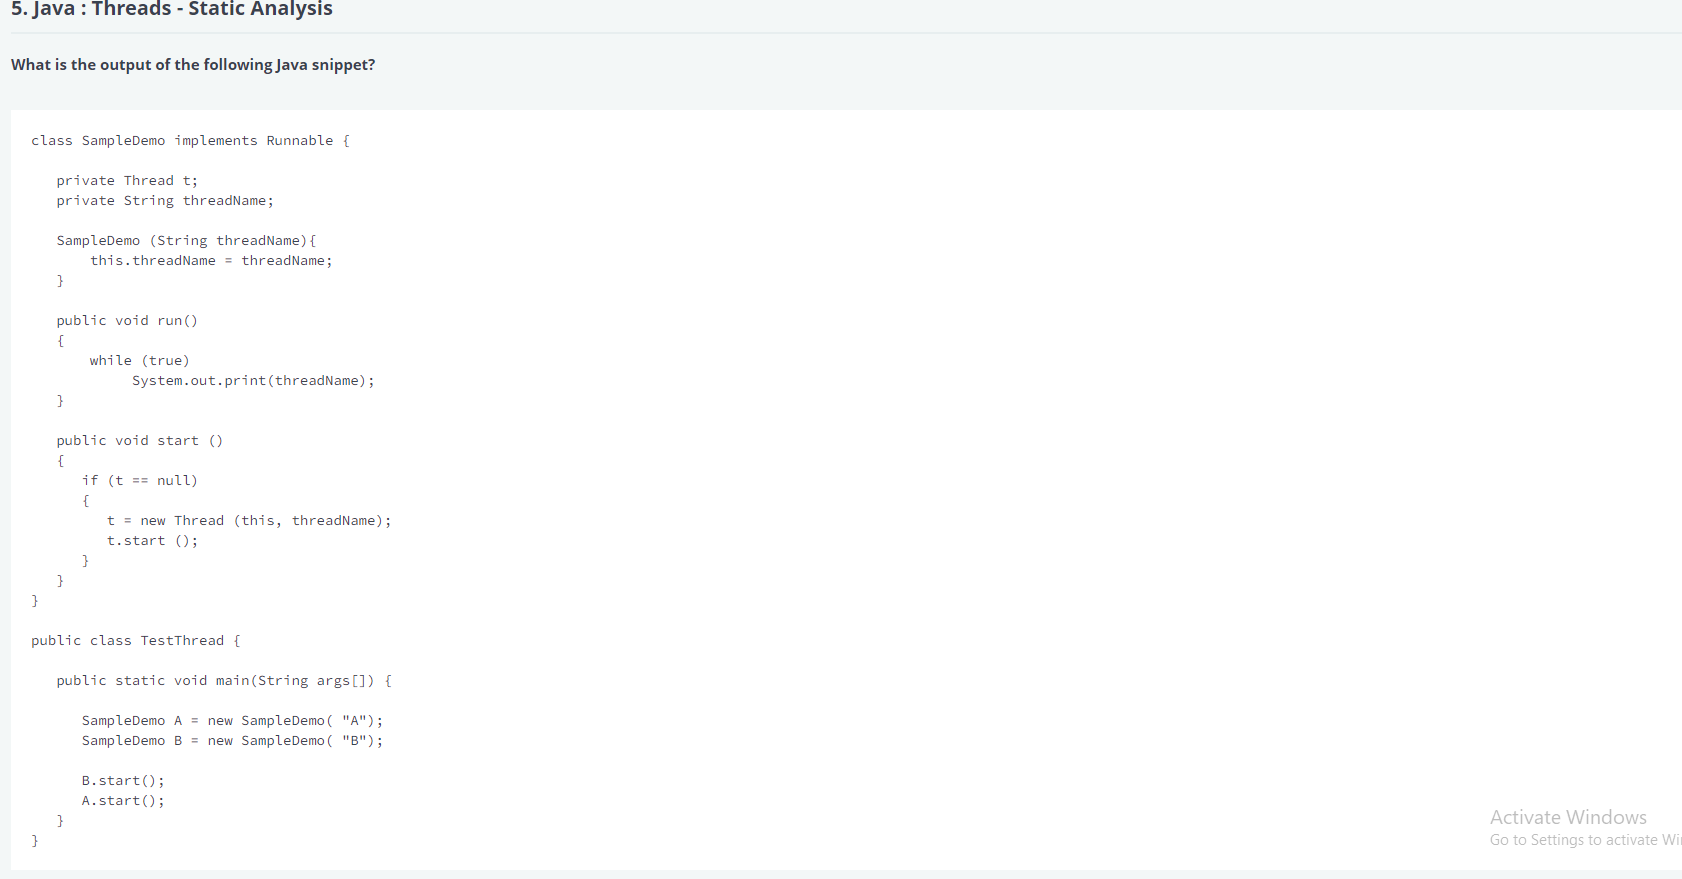 5. Java : Threads - Static Analysis
What is the output of the following Java snippet?
class SampleDemo implements Runnable {
private Thread t;
private String threadName;
SampleDemo (String threadName){
this.threadName = threadName;
}
public void run()
{
while (true)
System.out.print(threadName);
}
public void start ()
{
if (t == null)
{
t = new Thread (this, threadName);
t.start ();
}
}
}
public class TestThread {
public static void main(String args[]) {
SampleDemo A = new SampleDemo( "A");
SampleDemo B = new SampleDemo( "B");
B.start();
A.start();
}
}
Activate Windows
Go to Settings to activate Wi